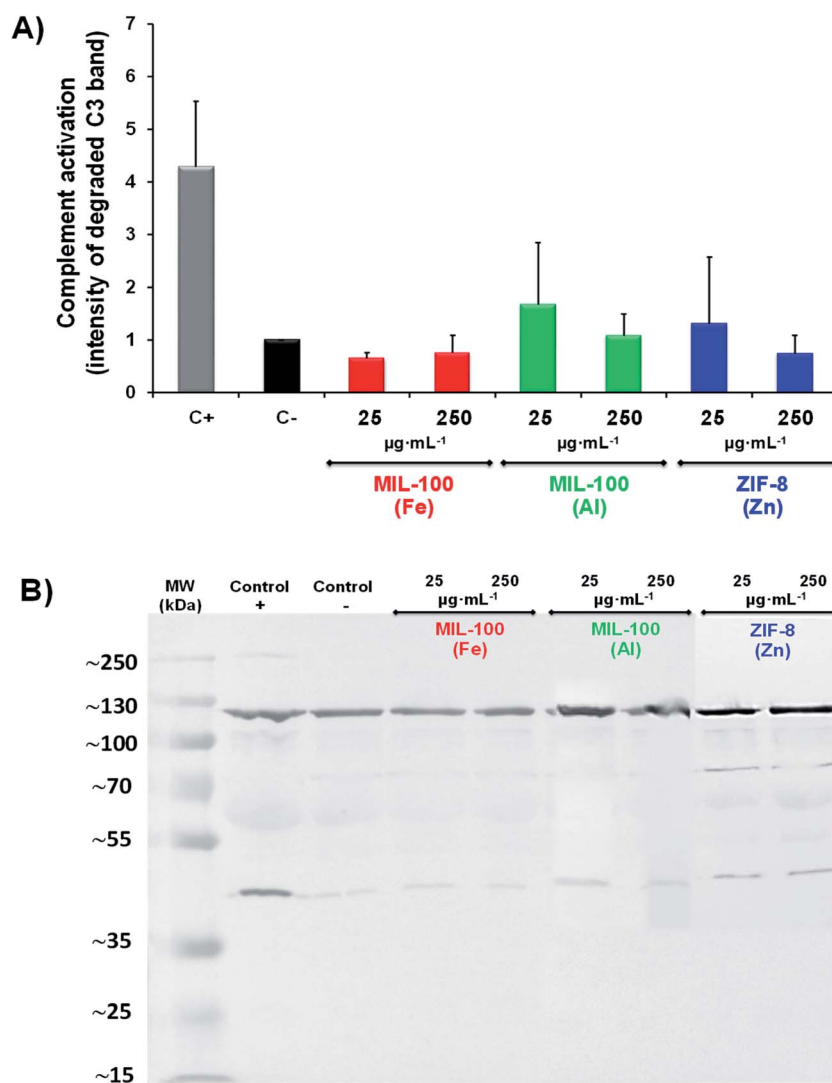 A)
Complement activation
(intensity of degraded C3 band)
7
6
5
4
3
2
1
0
C+ C- 25 250 25 250 25 250
µg·mL⁻¹ µg·mL⁻¹ µg·mL⁻¹
MIL-100 MIL-100 ZIF-8
(Fe) (Al) (Zn)
B)
MW Control Control 25 250 25 250 25 250
(kDa) + - µg·mL⁻¹ µg·mL⁻¹ µg·mL⁻¹
MIL-100 MIL-100 ZIF-8
(Fe) (Al) (Zn)
~250
~130
~100
~70
~55
~35
~25
~15